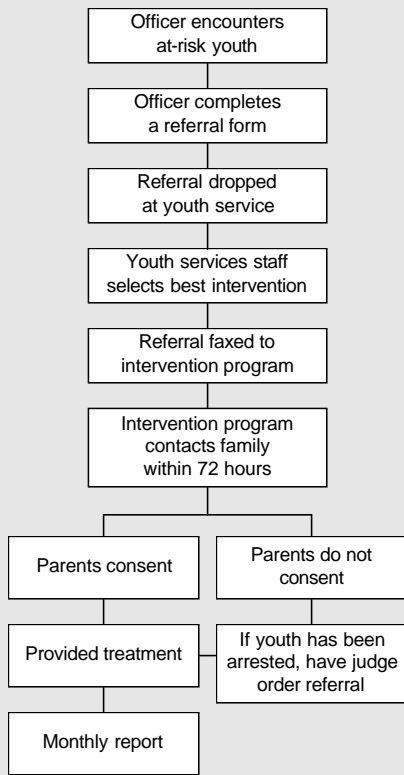 Officer encounters
at-risk youth
Officer completes
a referral form
Referral dropped
at youth service
Youth services staff
selects best intervention
Referral faxed to
intervention program
Intervention program
contacts family
within 72 hours
Parents consent
Parents do not
consent
Provided treatment
If youth has been
arrested, have judge
order referral
Monthly report